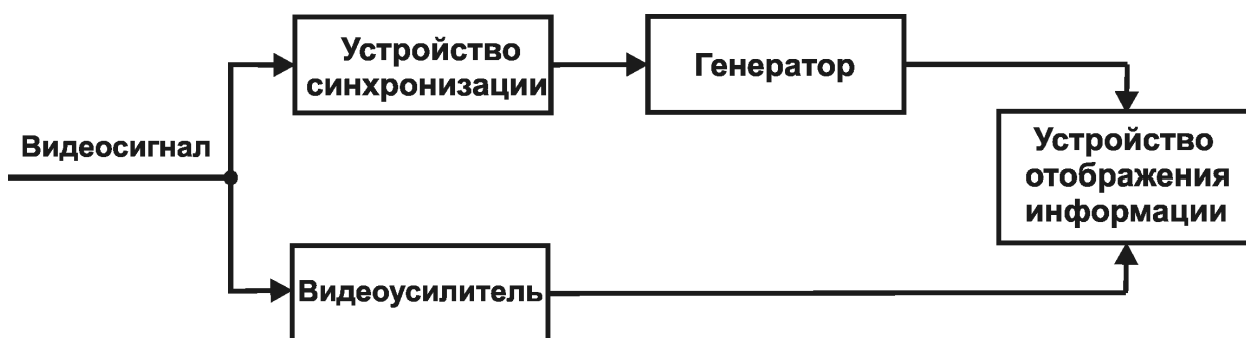 Устройство
синхронизации
Генератор
Видеосигнал
Устройство
отображения
информации
Видеоусилитель